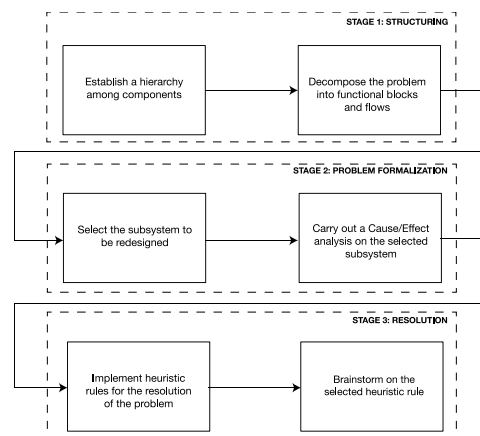 STAGE 1: STRUCTURING
Establish a hierarchy
among components
Decompose the problem
into functional blocks
and flows
STAGE 2: PROBLEM FORMALIZATION
Select the subsystem to
be redesigned
Carry out a Cause/Effect
analysis on the selected
subsystem
STAGE 3: RESOLUTION
Implement heuristic
rules for the resolution
of the problem
Brainstorm on the
selected heuristic rule